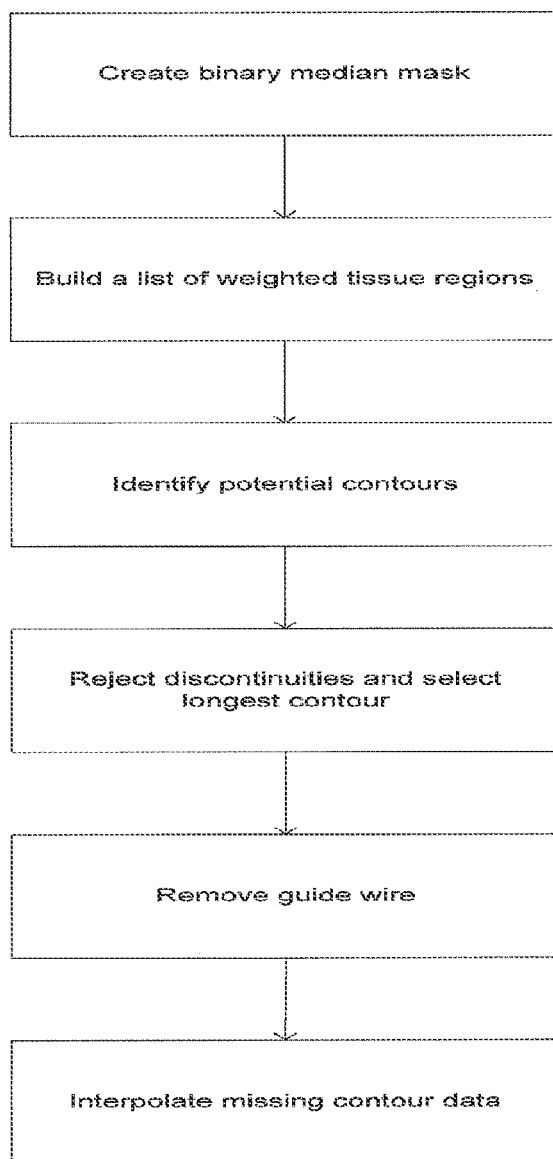 Create binary median mask
Build a list of weighted tissue regions
Identify potential contours
Reject discontinuities and select
longest contour
Remove guide wire
Interpolate missing contour data